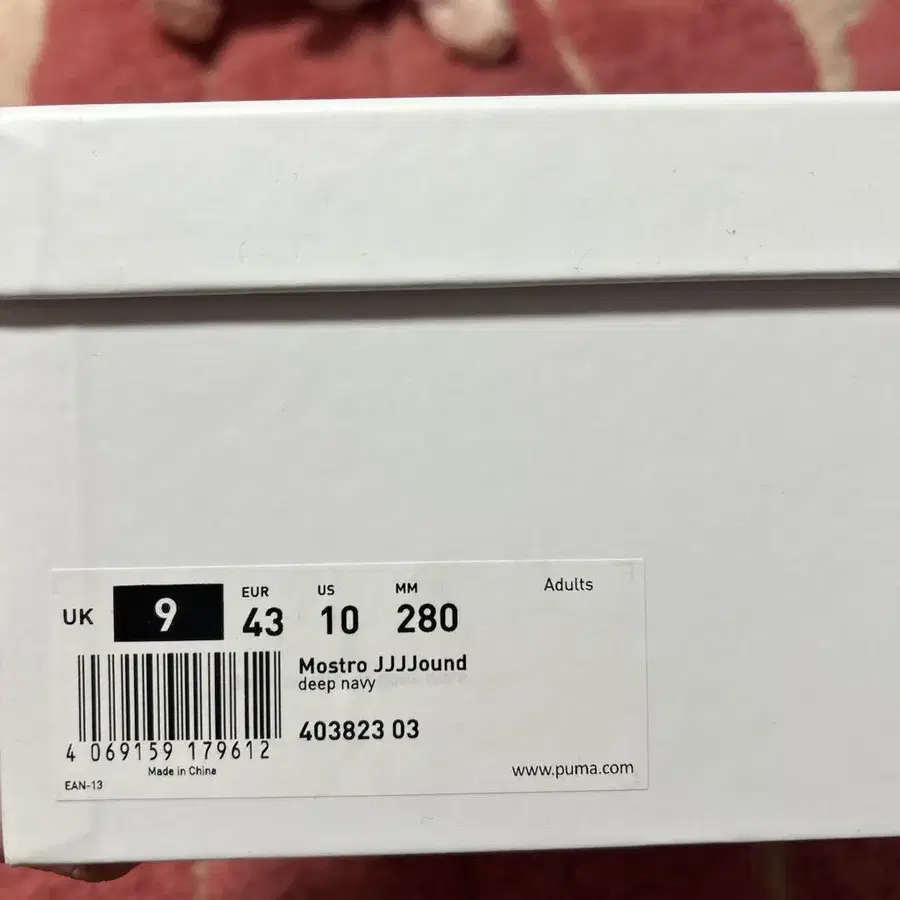 UK 9 EUR 43 US 10 MM 280 Adults
Mostro JJJJound
deep navy
403823 03
4 069159 179612
Made in China
EAN-13
www.puma.com